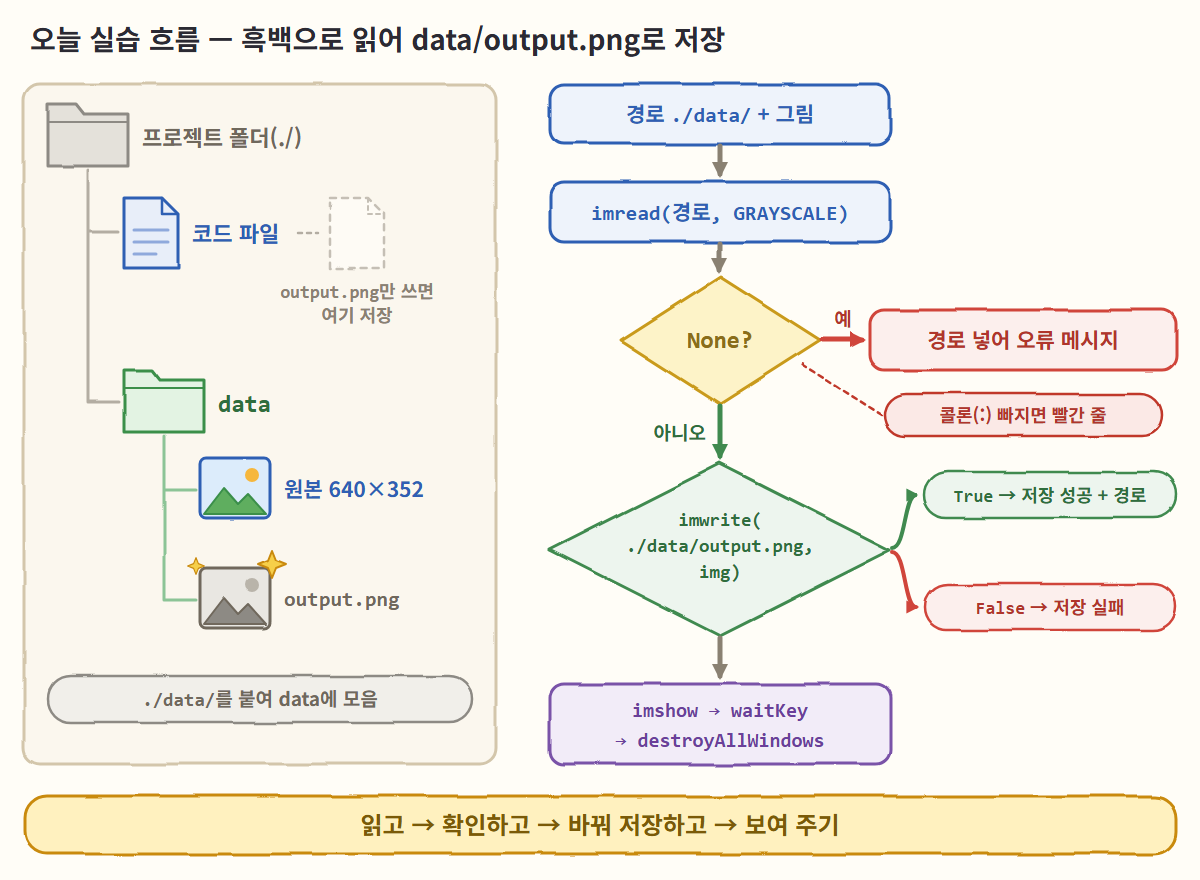 오늘 실습 흐름 — 흑백으로 읽어 data/output.png로 저장
프로젝트 폴더(./)
코드 파일
output.png만 쓰면
여기 저장
data
원본 640×352
output.png
./data/를 붙여 data에 모음
경로 ./data/ + 그림
imread(경로, GRAYSCALE)
None?
예
경로 넣어 오류 메시지
콜론(:) 빠지면 빨간 줄
아니오
imwrite(
./data/output.png,
img)
True → 저장 성공 + 경로
False → 저장 실패
imshow → waitKey
→ destroyAllWindows
읽고 → 확인하고 → 바꿔 저장하고 → 보여 주기